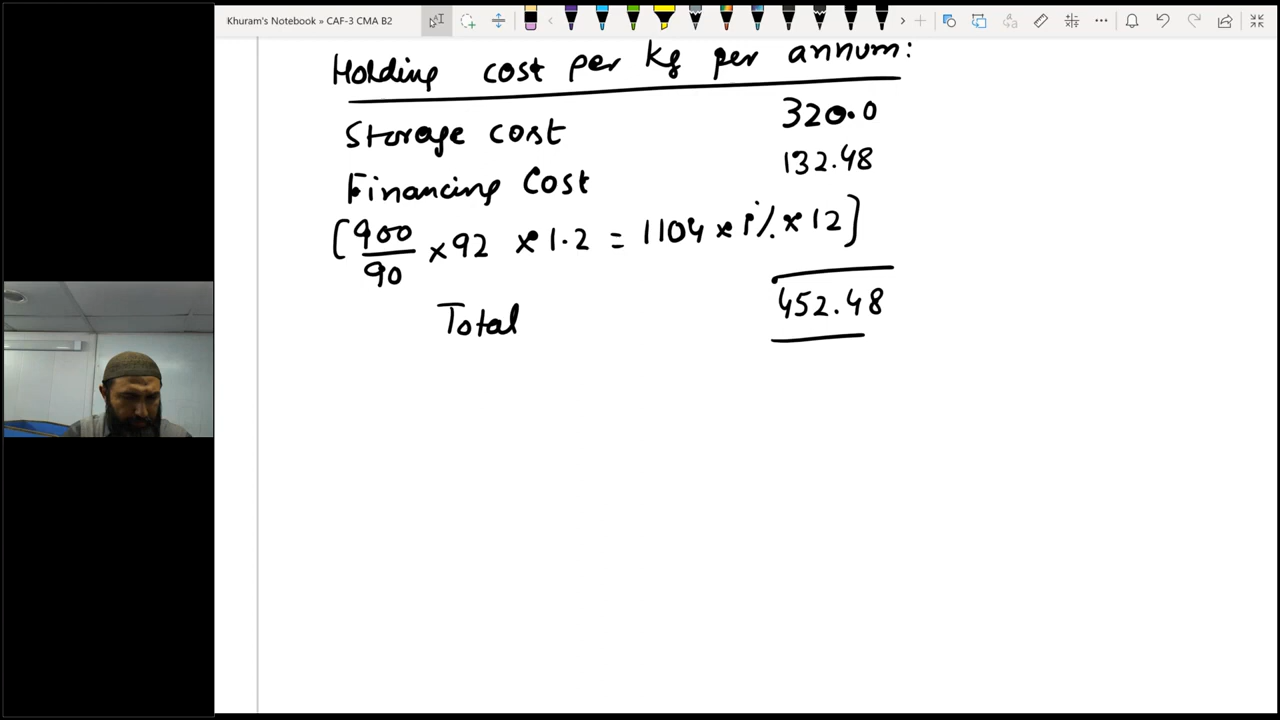 Khuram's Notebook » CAF-3 CMA B2
Holding cost per kg per annum:
Storage cost 320.0
Financing Cost 132.48
[900/90 × 92 × 1.2 = 1104 × 1% × 12]
Total 452.48